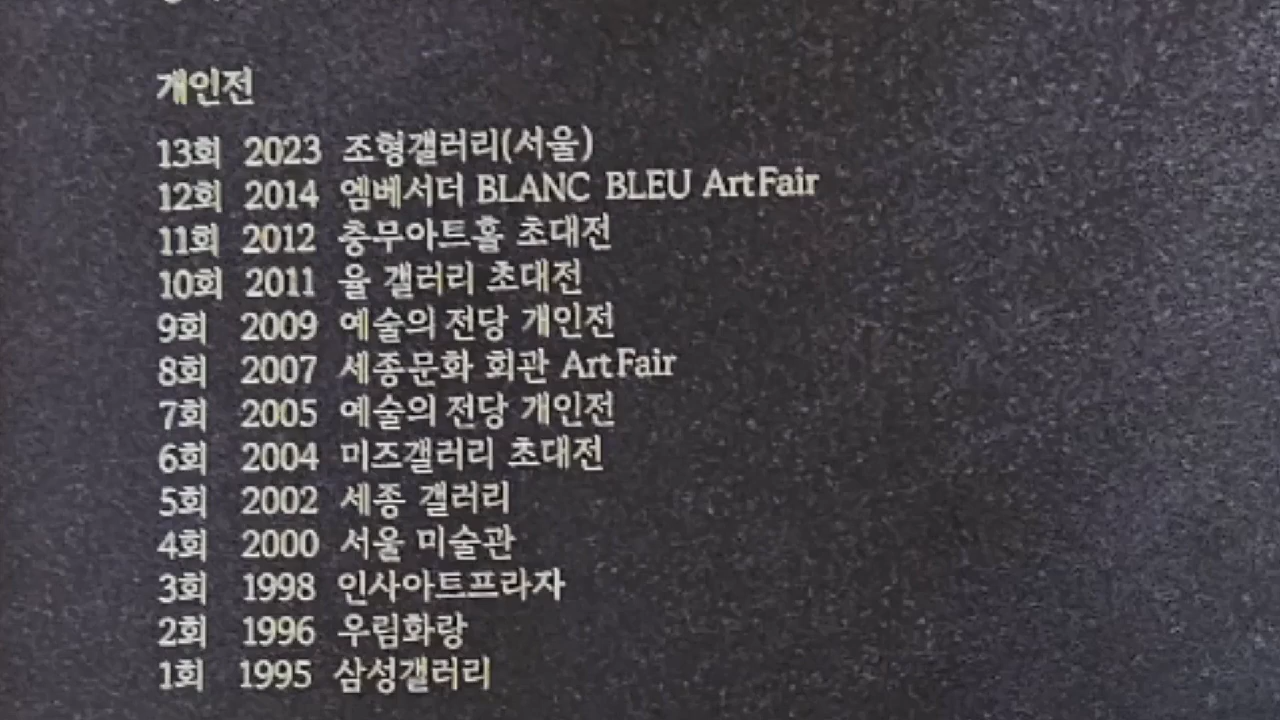 개인전
13회 2023 조형갤러리(서울)
12회 2014 엠베서더 BLANC BLEU ArtFair
11회 2012 충무아트홀 초대전
10회 2011 율 갤러리 초대전
9회 2009 예술의 전당 개인전
8회 2007 세종문화 회관 ArtFair
7회 2005 예술의 전당 개인전
6회 2004 미즈갤러리 초대전
5회 2002 세종 갤러리
4회 2000 서울 미술관
3회 1998 인사아트프라자
2회 1996 우림화랑
1회 1995 삼성갤러리